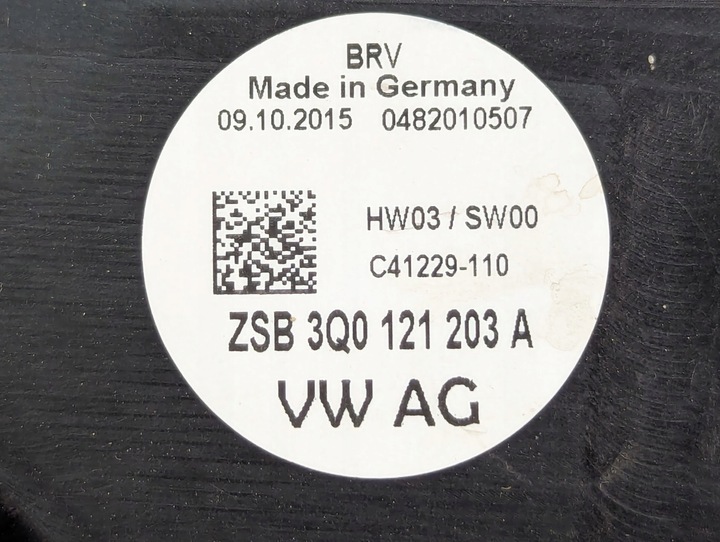 BRV
Made in Germany
09.10.2015 0482010507
HW03 / SW00
C41229-110
ZSB 3Q0 121 203 A
VW AG